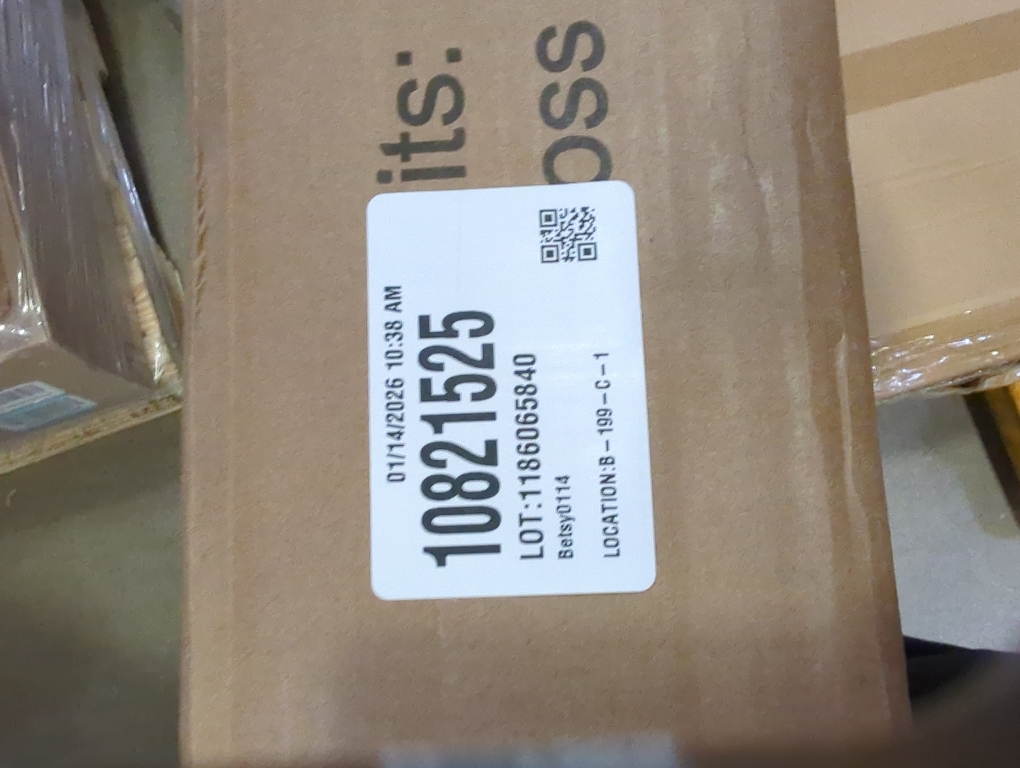 its:
oss
01/14/2026 10:38 AM
10821525
LOT:1186065840
Betsy0114
LOCATION:B-199-C-1